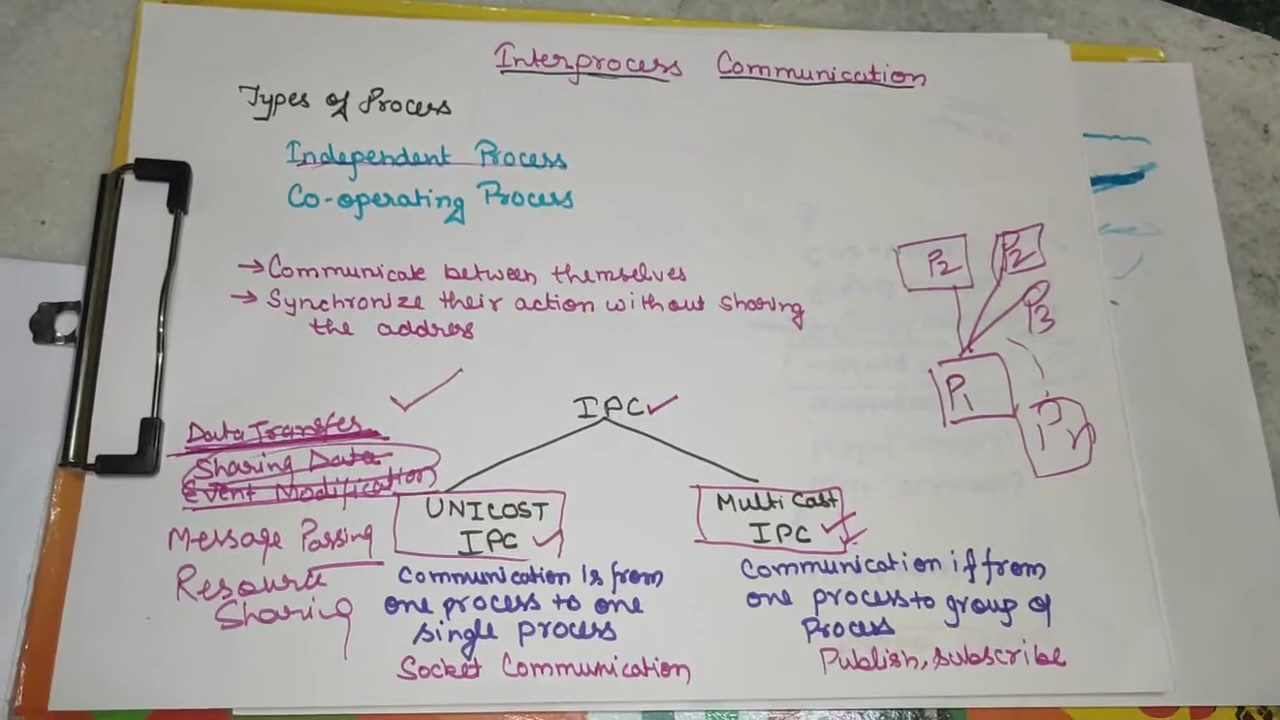 Interprocess Communication
Types of Process
Independent Process
Co-operating Process
→Communicate between themselves
→ Synchronize their action without sharing
the address
P2
P2
P3
P1
Pn
IPC
Data Transfer
Sharing Data
Event Modification
Message Passing
Resource
Sharing
UNICOST
IPC
Communication is from
one process to one
single process
Socket Communication
Multi Cast
IPC
Communication if from
one process to group of
Process
Publish, subscribe